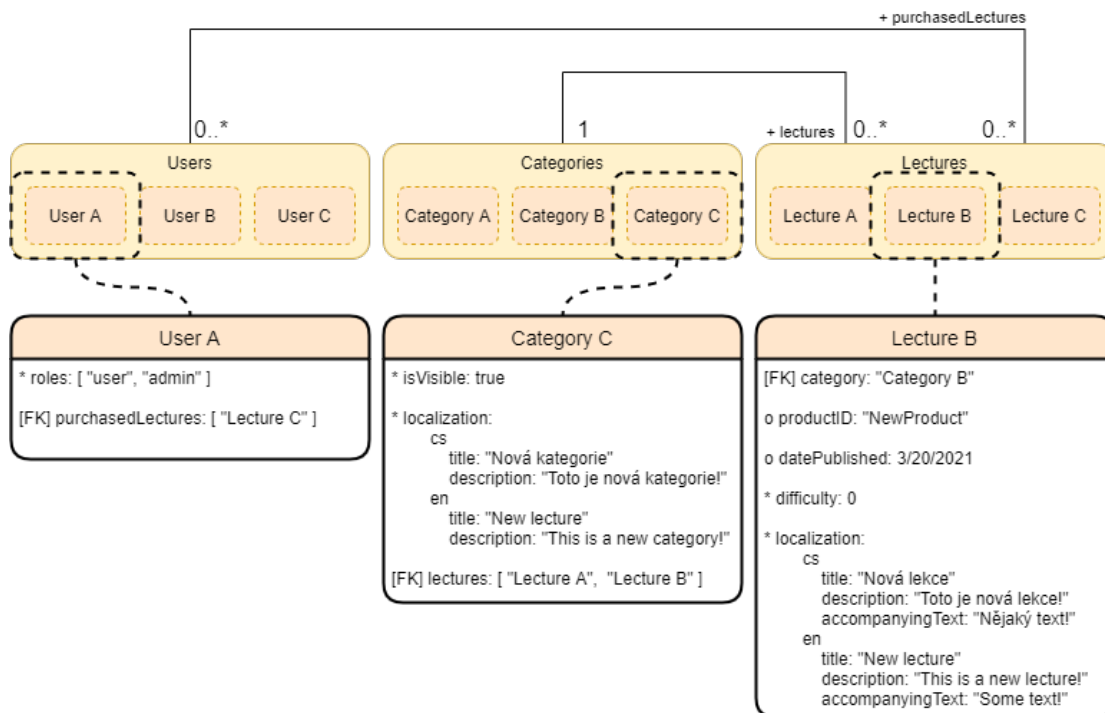 + purchasedLectures
0..*
1
+ lectures
0..*
0..*
Users
User A
User B
User C
Categories
Category A
Category B
Category C
Lectures
Lecture A
Lecture B
Lecture C
User A
* roles: [ "user", "admin" ]
[FK] purchasedLectures: [ "Lecture C" ]
Category C
* isVisible: true
* localization:
cs
title: "Nová kategorie"
description: "Toto je nová kategorie!"
en
title: "New lecture"
description: "This is a new category!"
[FK] lectures: [ "Lecture A",  "Lecture B" ]
Lecture B
[FK] category: "Category B"
o productID: "NewProduct"
o datePublished: 3/20/2021
* difficulty: 0
* localization:
cs
title: "Nová lekce"
description: "Toto je nová lekce!"
accompanyingText: "Nějaký text!"
en
title: "New lecture"
description: "This is a new lecture!"
accompanyingText: "Some text!"